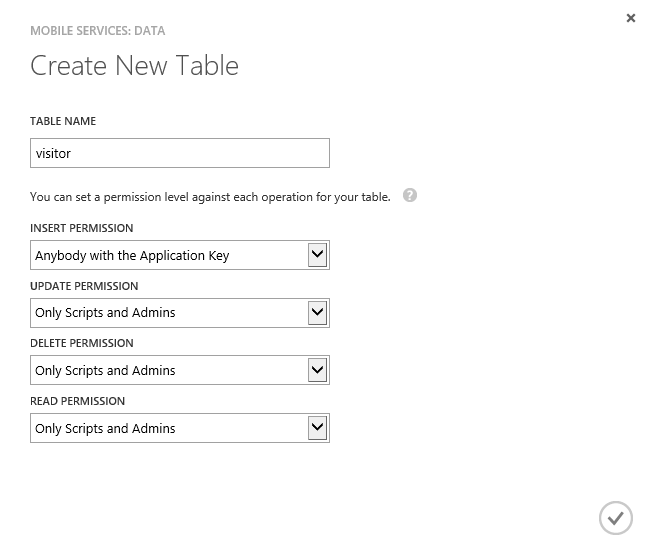 MOBILE SERVICES: DATA
Create New Table
TABLE NAME
visitor
You can set a permission level against each operation for your table. ?
INSERT PERMISSION
Anybody with the Application Key
UPDATE PERMISSION
Only Scripts and Admins
DELETE PERMISSION
Only Scripts and Admins
READ PERMISSION
Only Scripts and Admins